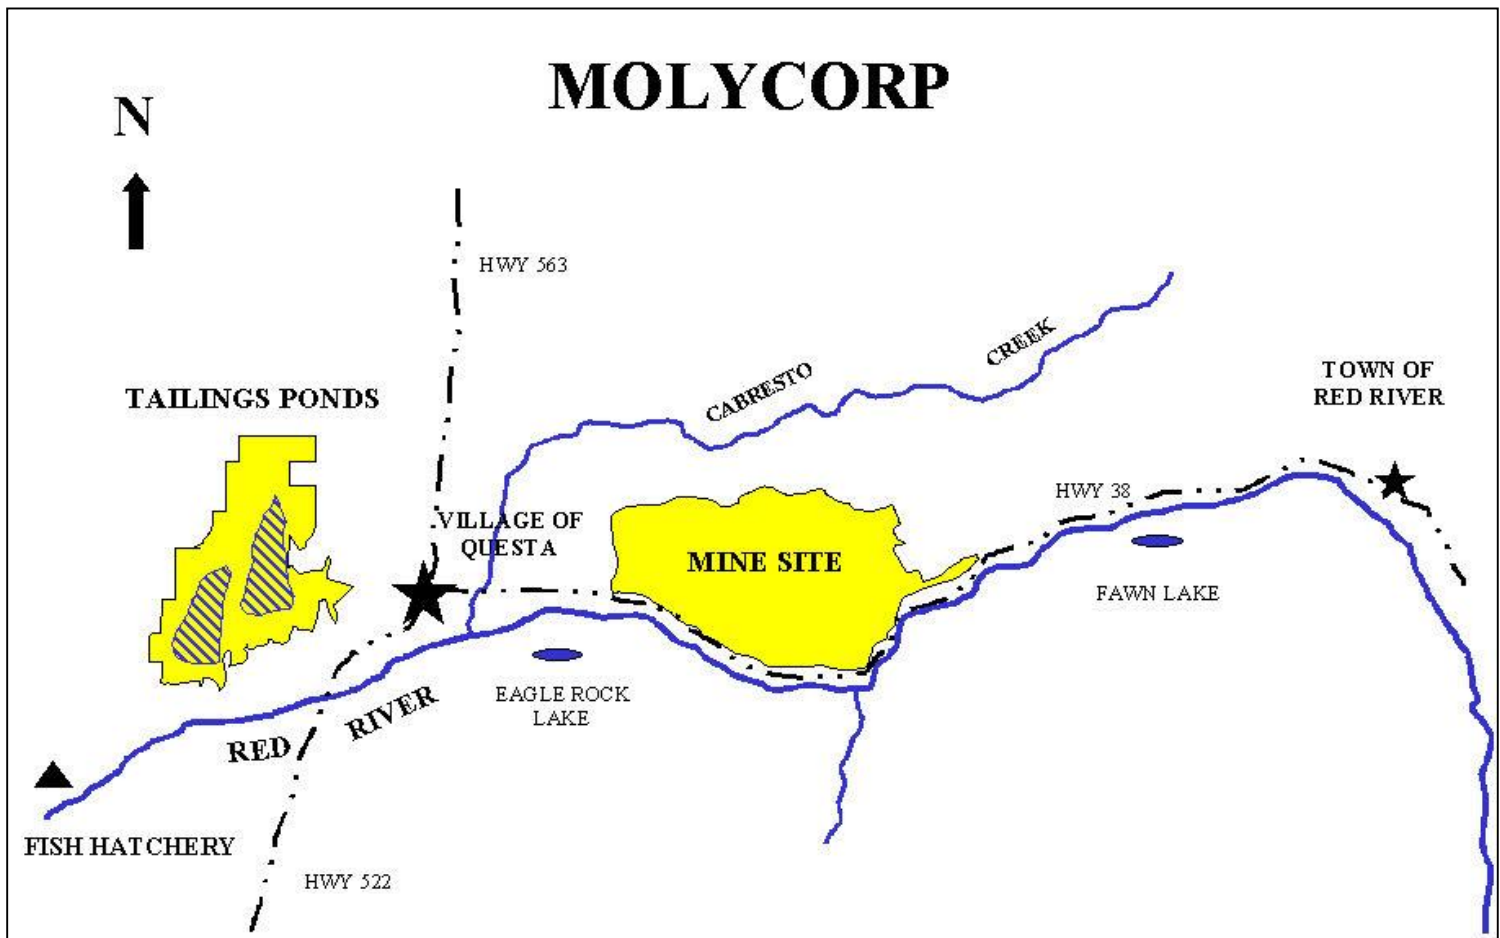 MOLYCORP
N
HWY 563
CABRESTO
CREEK
TOWN OF
RED RIVER
TAILINGS PONDS
HWY 38
VILLAGE OF
QUESTA
MINE SITE
FAWN LAKE
EAGLE ROCK
LAKE
RED RIVER
FISH HATCHERY
HWY 522